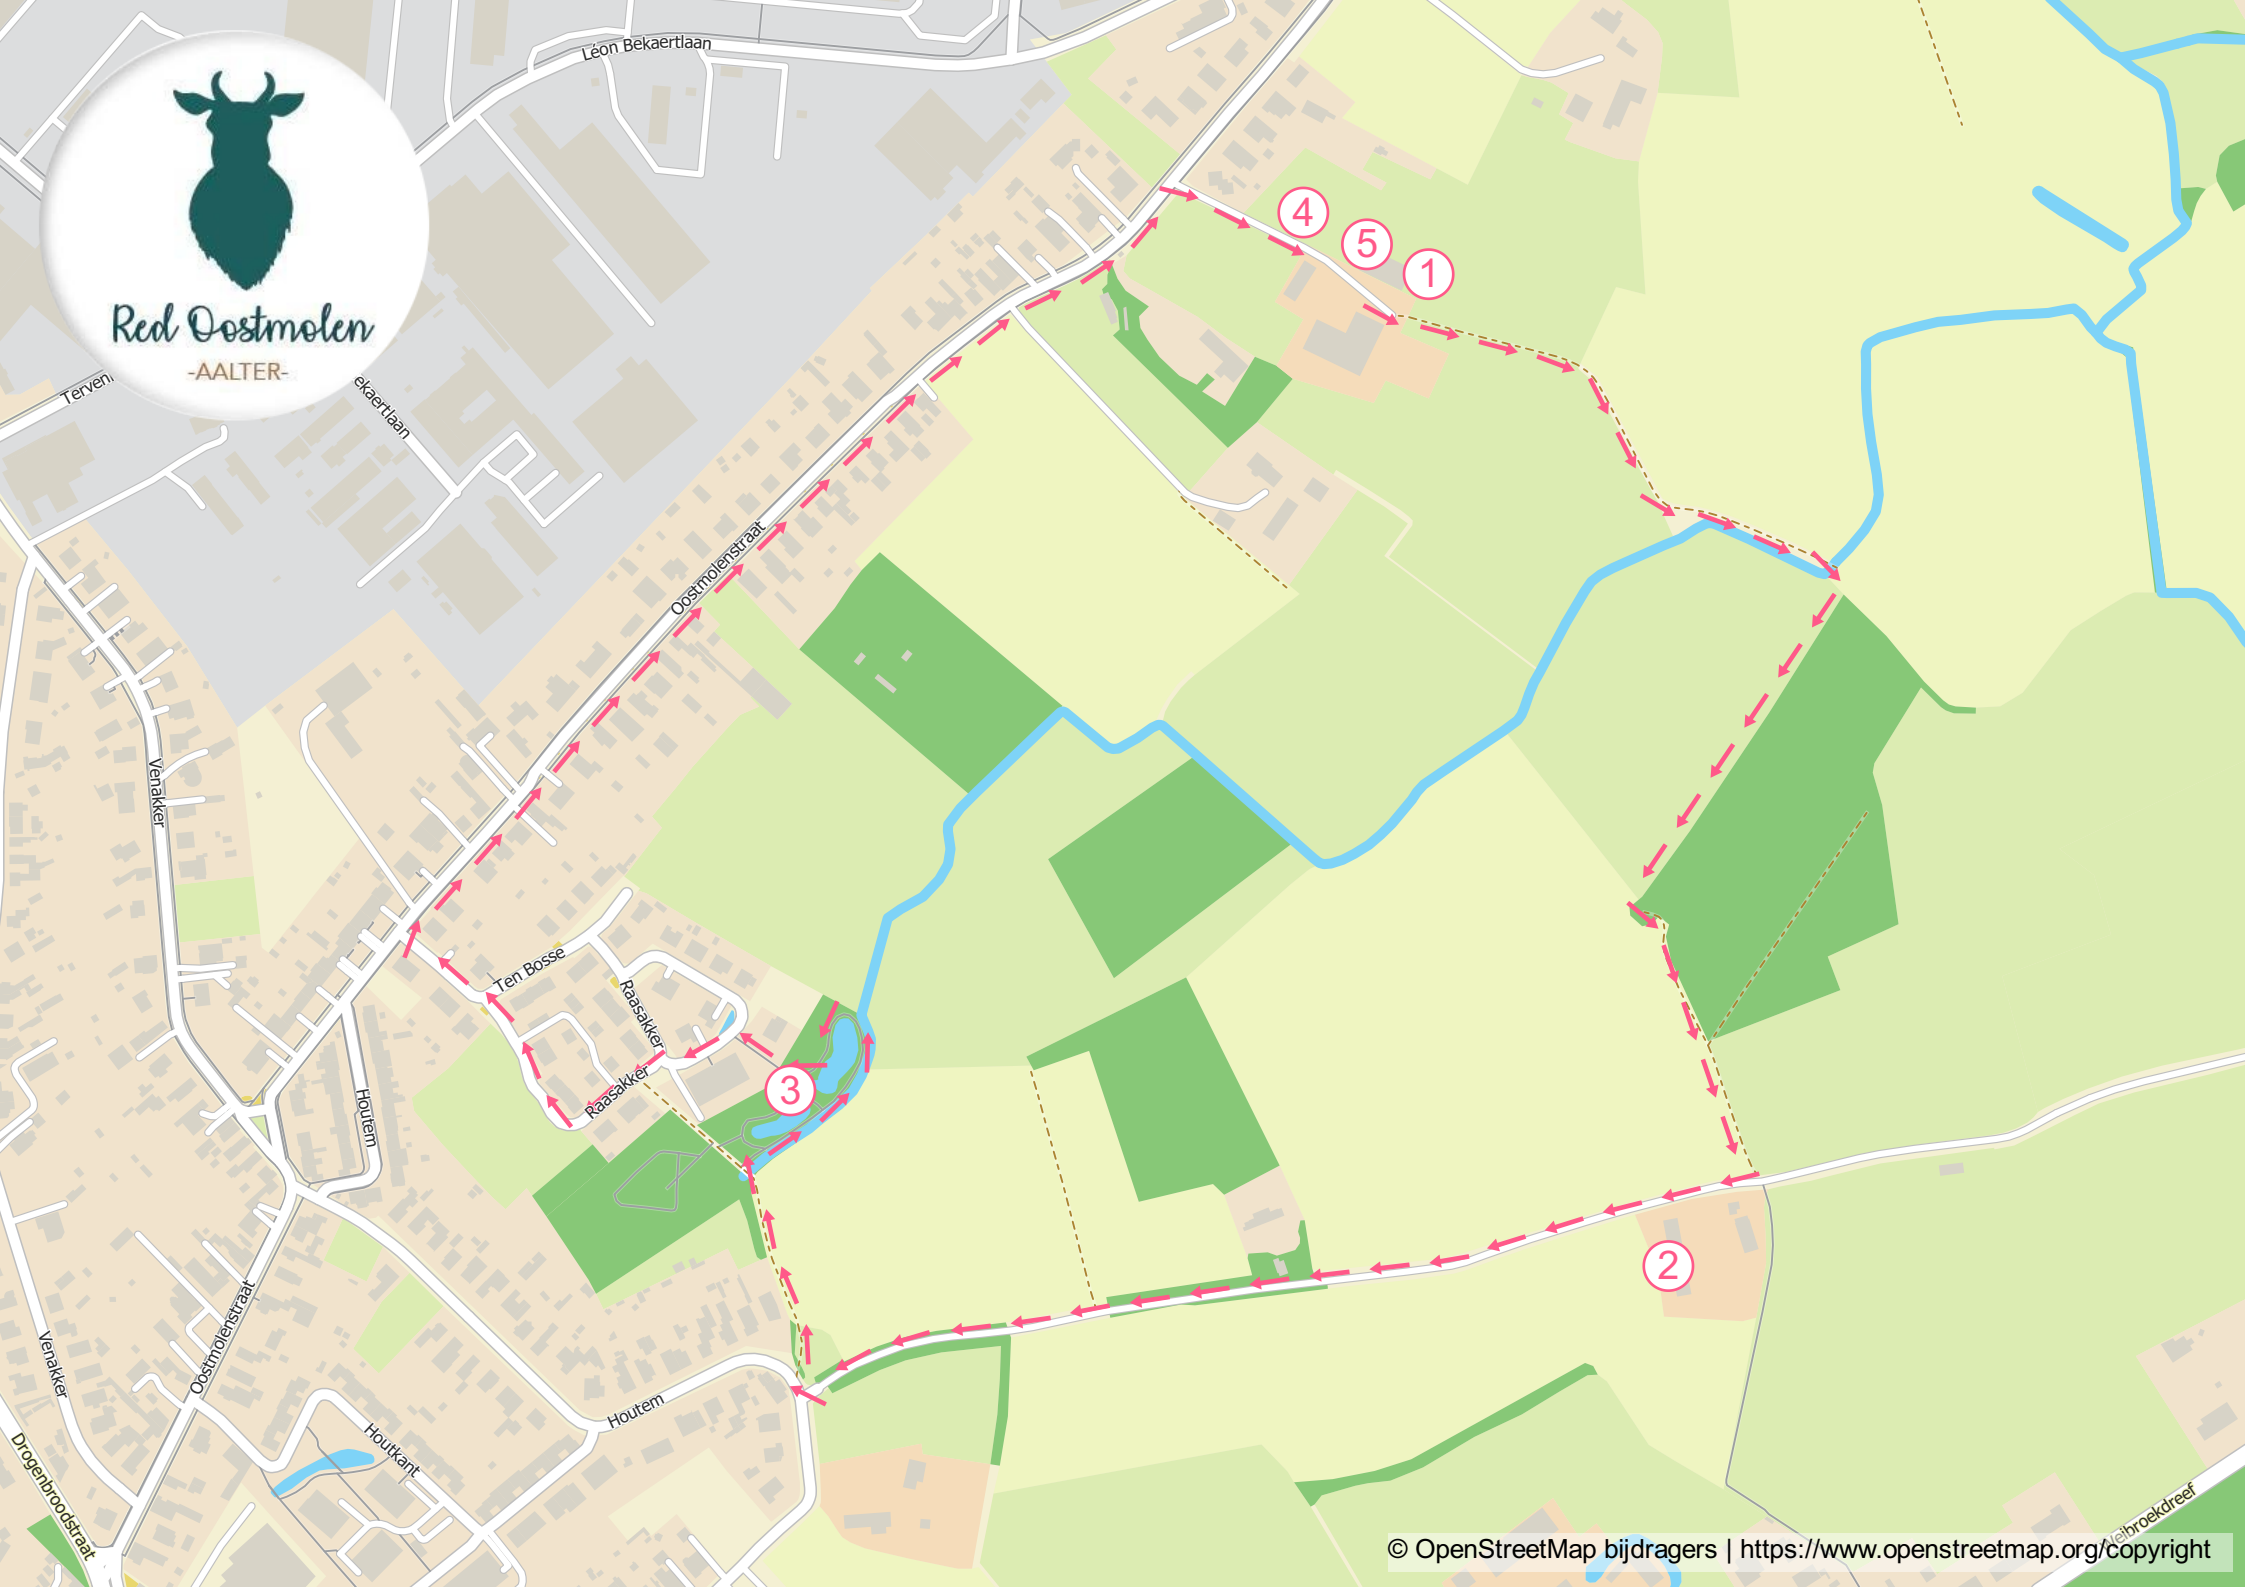 Léon Bekaertlaan
Red Oostmolen
-AALTER-
ekaertlaan
4
5
1
Oostmolenstraat
Venakker
Ten Bosse
Raasakker
Raasakker
3
Houtem
2
Oostmolenstraat
Venakker
Houtem
Houtkant
Drogenbroodstraat
eibroekdreef
© OpenStreetMap bijdragers | https://www.openstreetmap.org/copyright